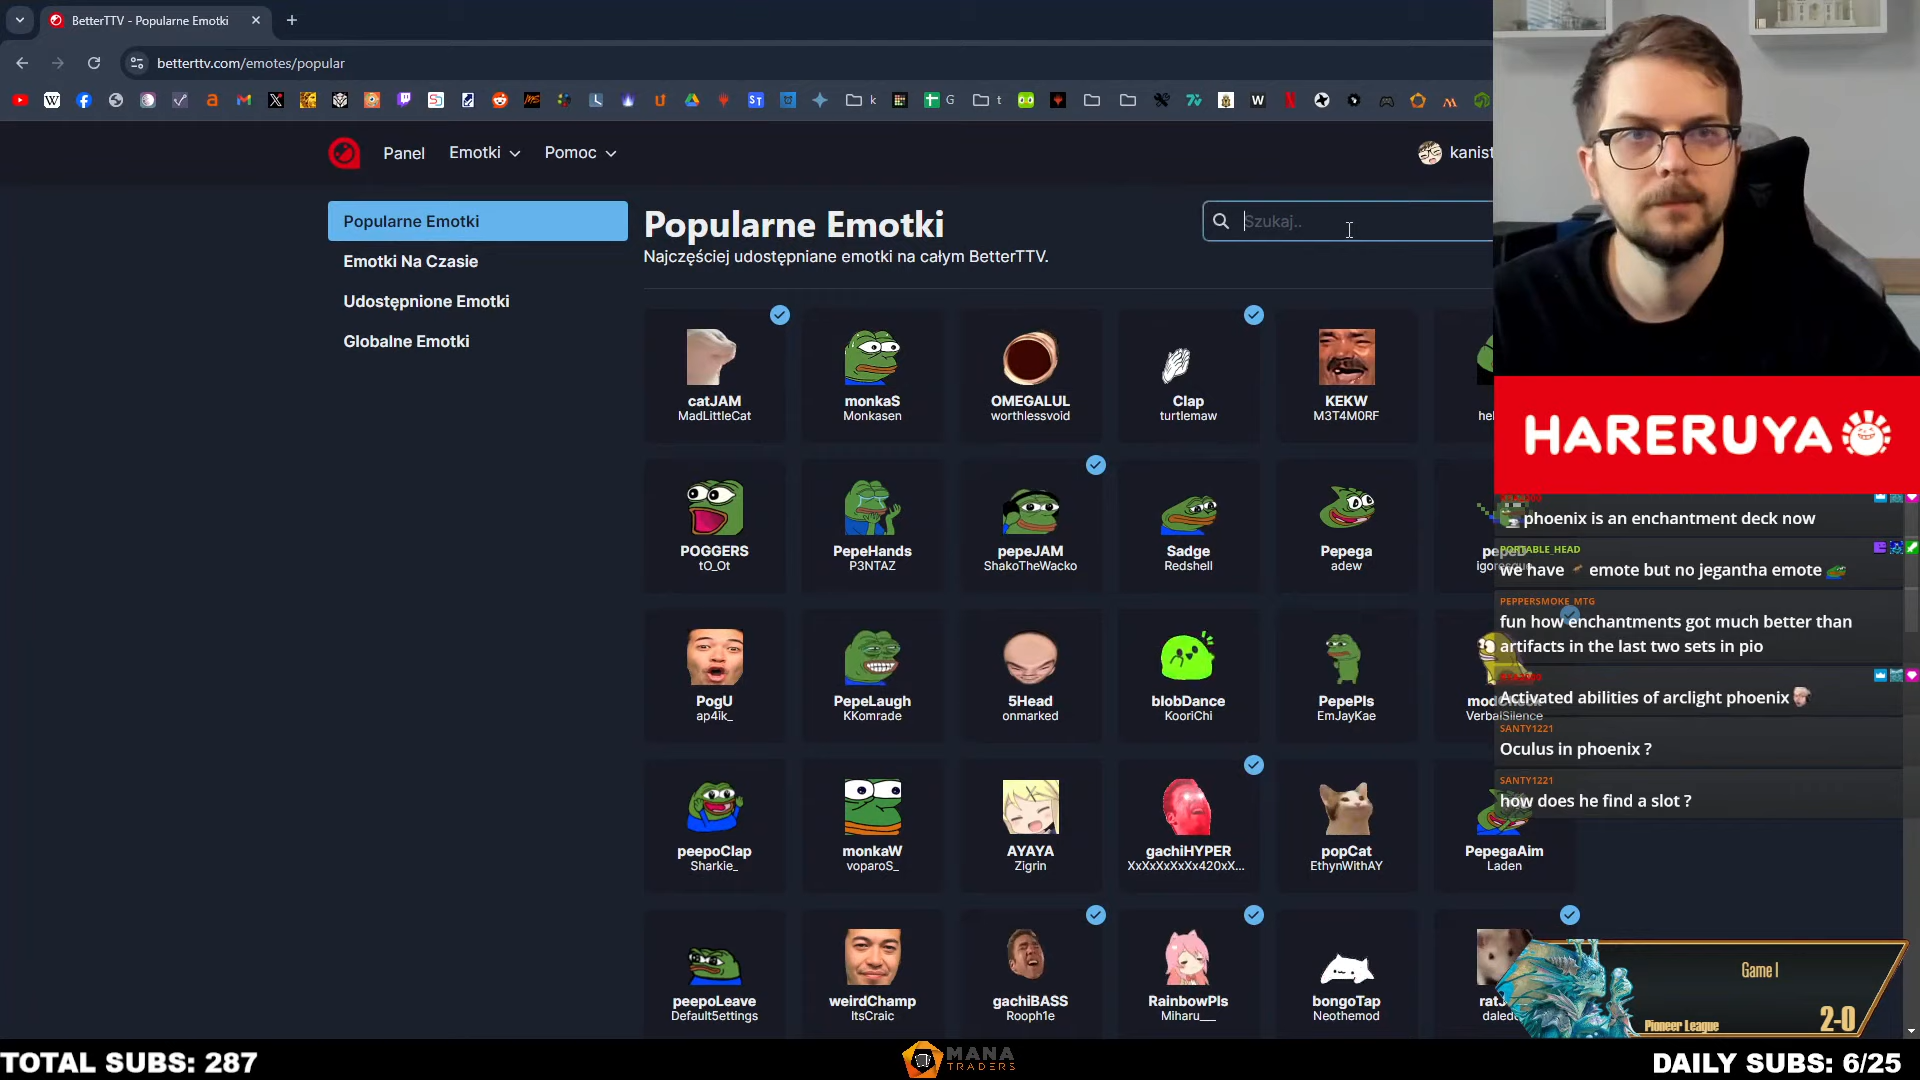 BetterTTV - Popularne Emotki
betterttv.com/emotes/popular
k
G
t
Panel
Emotki
Pomoc
kanist
Popularne Emotki
Emotki Na Czasie
Udostępnione Emotki
Globalne Emotki
Popularne Emotki
Najczęściej udostępniane emotki na całym BetterTTV.
Szukaj..
catJAM
MadLittleCat
monkaS
Monkasen
OMEGALUL
worthlessvoid
Clap
turtlemaw
KEKW
M3T4M0RF
hel
POGGERS
tO_Ot
PepeHands
P3NTAZ
pepeJAM
ShakoTheWacko
Sadge
Redshell
Pepega
adew
PogU
ap4ik_
PepeLaugh
KKomrade
5Head
onmarked
blobDance
KooriChi
PepePls
EmJayKae
VerbalSilence
peepoClap
Sharkie_
monkaW
voparoS_
AYAYA
Zigrin
gachiHYPER
XxXxXxXxXx420xX...
popCat
EthynWithAY
PepegaAim
Laden
peepoLeave
Default5ettings
weirdChamp
ItsCraic
gachiBASS
Rooph1e
RainbowPls
Miharu___
bongoTap
Neothemod
HARERUYA
phoenix is an enchantment deck now
PORTABLE_HEAD
we have emote but no jegantha emote
PEPPERSMOKE_MTG
fun how enchantments got much better than
artifacts in the last two sets in pio
Activated abilities of arclight phoenix
SANTY1221
Oculus in phoenix ?
SANTY1221
how does he find a slot ?
Game 1
Pioneer League
2-0
TOTAL SUBS: 287
MANA
TRADERS
DAILY SUBS: 6/25